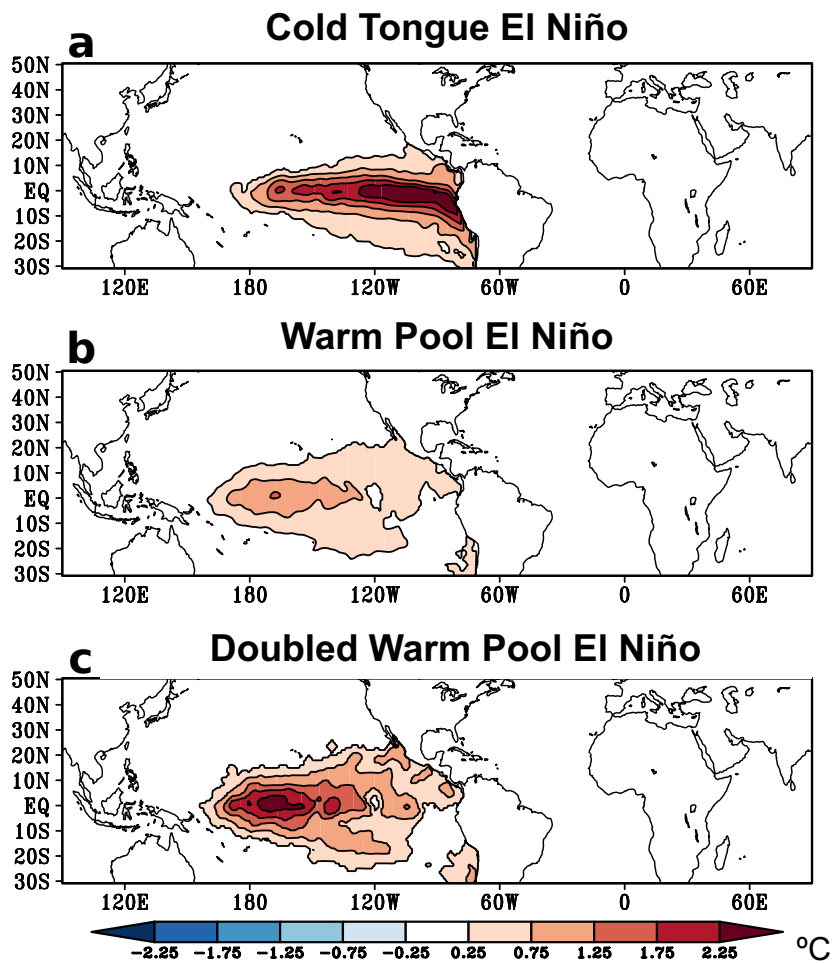 a Cold Tongue El Niño
50N
40N
30N
20N
10N
EQ
10S
20S
30S
120E 180 120W 60W 0 60E
b Warm Pool El Niño
50N
40N
30N
20N
10N
EQ
10S
20S
30S
120E 180 120W 60W 0 60E
c Doubled Warm Pool El Niño
50N
40N
30N
20N
10N
EQ
10S
20S
30S
120E 180 120W 60W 0 60E
-2.25 -1.75 -1.25 -0.75 -0.25 0.25 0.75 1.25 1.75 2.25 ºC